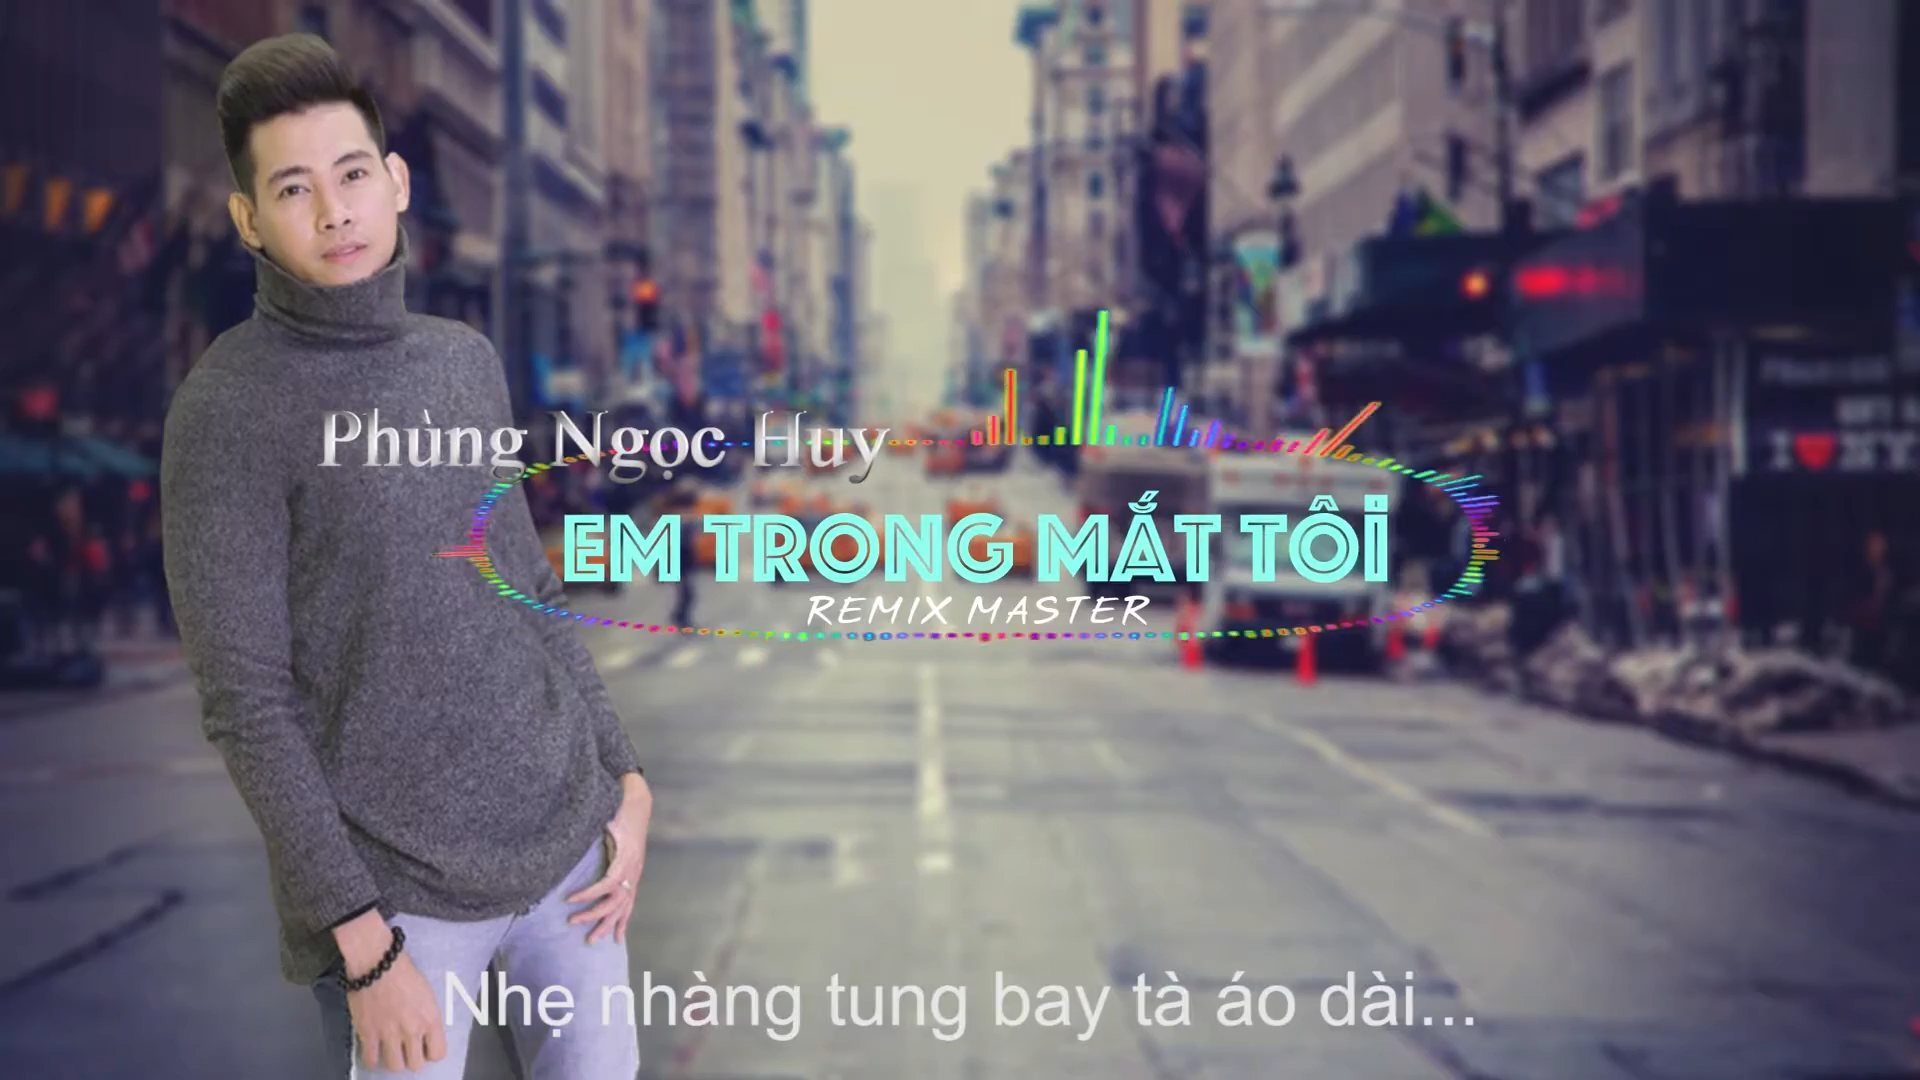 Phùng Ngọc Huy
EM TRONG MẮT TÔI
REMIX MASTER
Nhẹ nhàng tung bay tà áo dài...